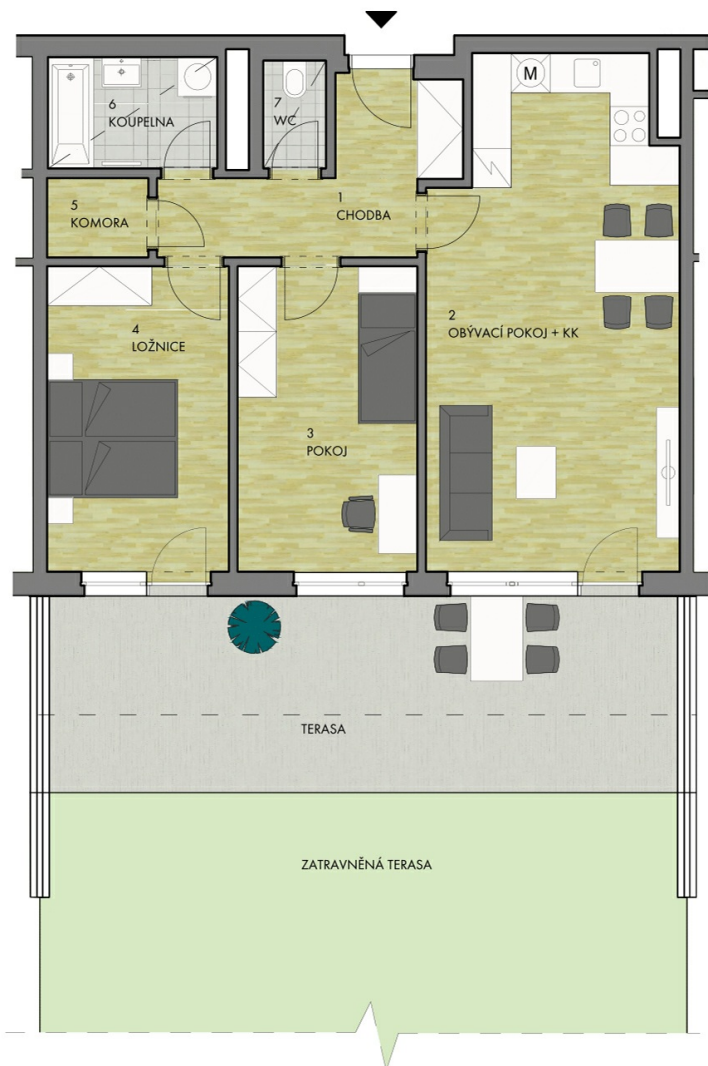 6
KOUPELNA
7
WC
M
5
KOMORA
1
CHODBA
4
LOŽNICE
2
OBÝVACÍ POKOJ + KK
3
POKOJ
TERASA
ZATRAVNĚNÁ TERASA